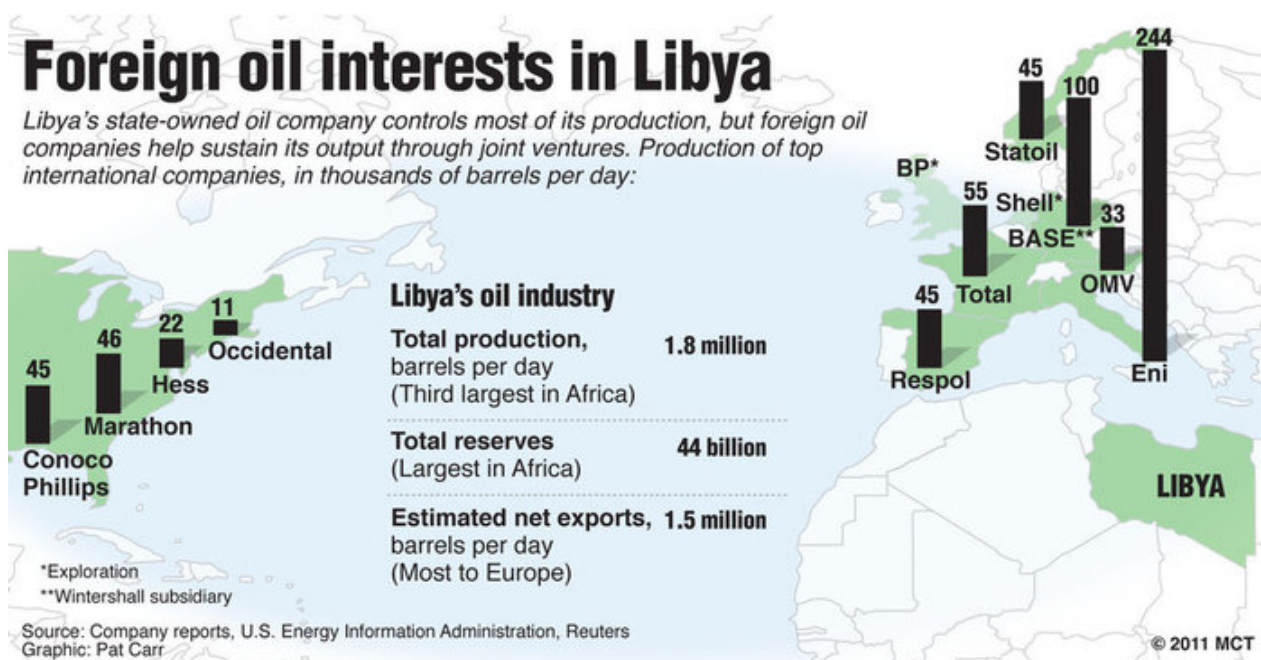 Foreign oil interests in Libya
Libya's state-owned oil company controls most of its production, but foreign oil
companies help sustain its output through joint ventures. Production of top
international companies, in thousands of barrels per day:
45
Conoco
Phillips
46
Marathon
22
Hess
11
Occidental
Libya's oil industry
Total production, 1.8 million
barrels per day
(Third largest in Africa)
Total reserves 44 billion
(Largest in Africa)
Estimated net exports, 1.5 million
barrels per day
(Most to Europe)
BP*
45
Statoil
Shell*
100
BASE**
244
Eni
55
Total
33
OMV
45
Respol
LIBYA
*Exploration
**Wintershall subsidiary
Source: Company reports, U.S. Energy Information Administration, Reuters
Graphic: Pat Carr
© 2011 MCT